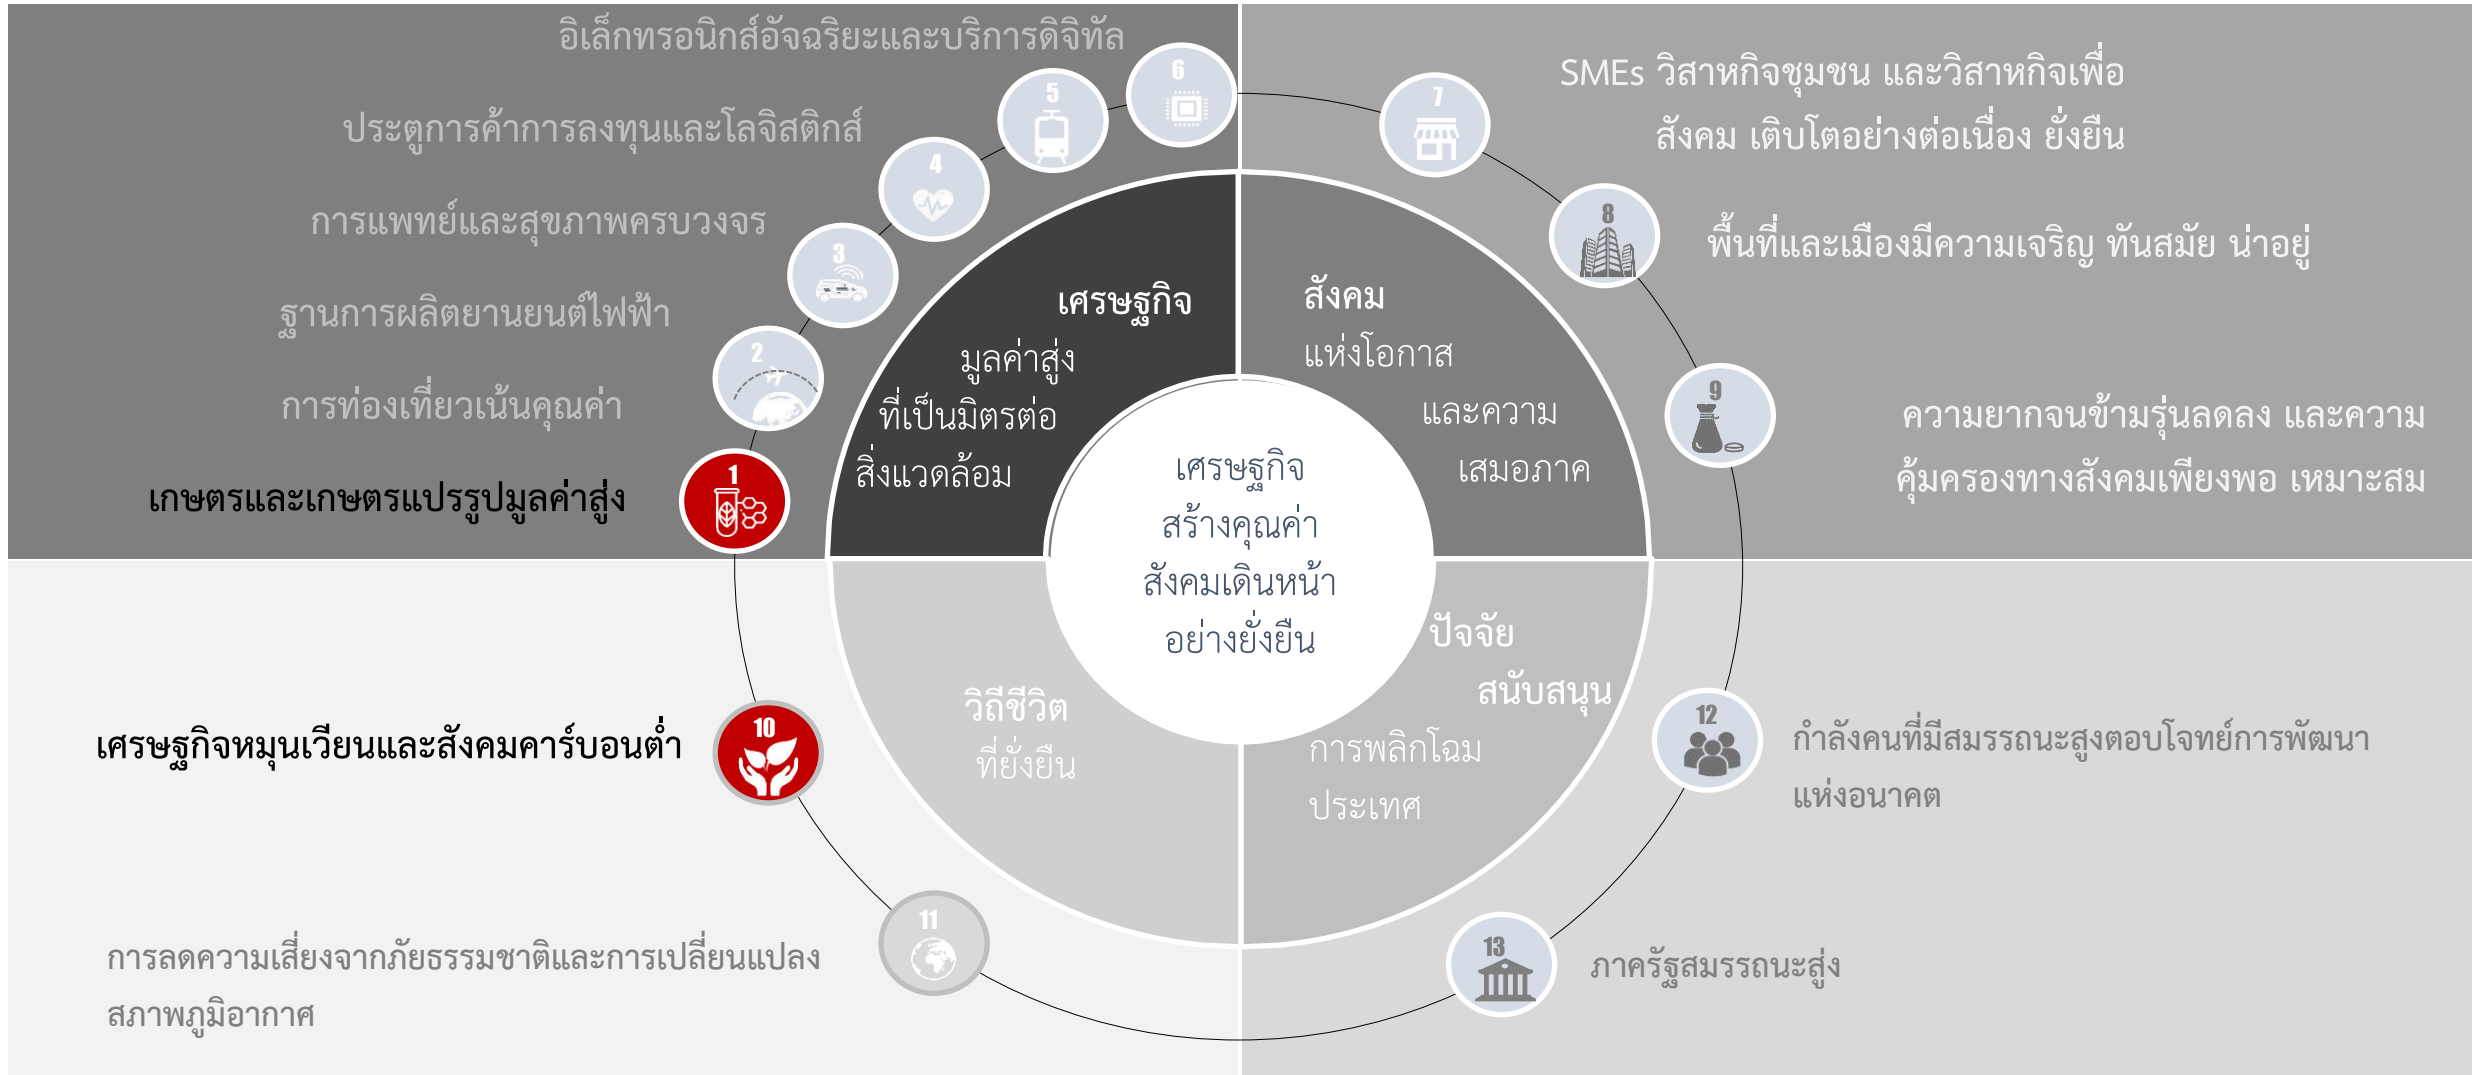 อิเล็กทรอนิกส์อัจฉริยะและบริการดิจิทัล
6
ประตูการค้าการลงทุนและโลจิสติกส์
5
การแพทย์และสุขภาพครบวงจร
4
ฐานการผลิตยานยนต์ไฟฟ้า
3
การท่องเที่ยวเน้นคุณค่า
2
เกษตรและเกษตรแปรรูปมูลค่าสู่ง
1
7
SMEs วิสาหกิจชุมชน และวิสาหกิจเพื่อ
สังคม เติบโตอย่างต่อเนื่อง ยั่งยืน
8
พื้นที่และเมืองมีความเจริญ ทันสมัย น่าอยู่
9
ความยากจนข้ามรุ่นลดลง และความ
คุ้มครองทางสังคมเพียงพอ เหมาะสม
เศรษฐกิจ
มูลค่าสู่ง
ที่เป็นมิตรต่อ
สิ่งแวดล้อม
สังคม
แห่งโอกาส
และความ
เสมอภาค
เศรษฐกิจ
สร้างคุณค่า
สังคมเดินหน้า
อย่างยั่งยืน
วิถีชีวิต
ที่ยั่งยืน
ปัจจัย
สนับสนุน
การพลิกโฉม
ประเทศ
เศรษฐกิจหมุนเวียนและสังคมคาร์บอนต่ำ
10
การลดความเสี่ยงจากภัยธรรมชาติและการเปลี่ยนแปลง
สภาพภูมิอากาศ
11
12
กำลังคนที่มีสมรรถนะสูงตอบโจทย์การพัฒนา
แห่งอนาคต
13
ภาครัฐสมรรถนะสู่ง